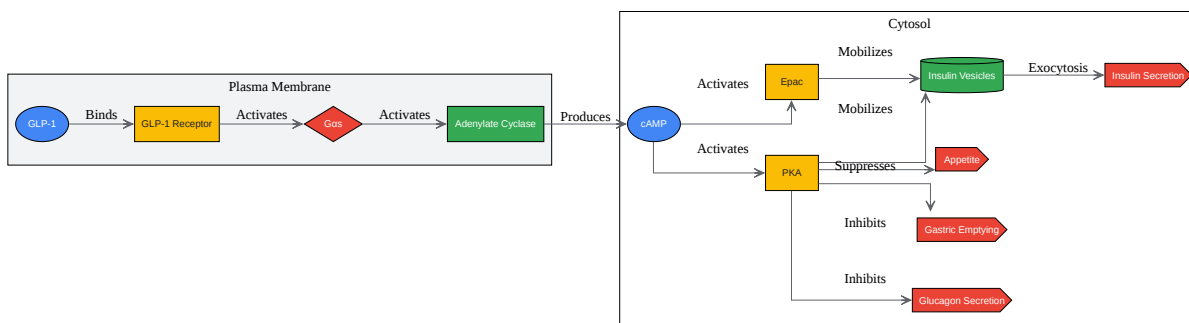 Cytosol
Plasma Membrane
GLP-1
Binds
GLP-1 Receptor
Activates
Gαs
Activates
Adenylate Cyclase
Produces
cAMP
Activates
Epac
Mobilizes
Insulin Vesicles
Exocytosis
Insulin Secretion
Mobilizes
Activates
PKA
Suppresses
Appetite
Inhibits
Gastric Emptying
Inhibits
Glucagon Secretion